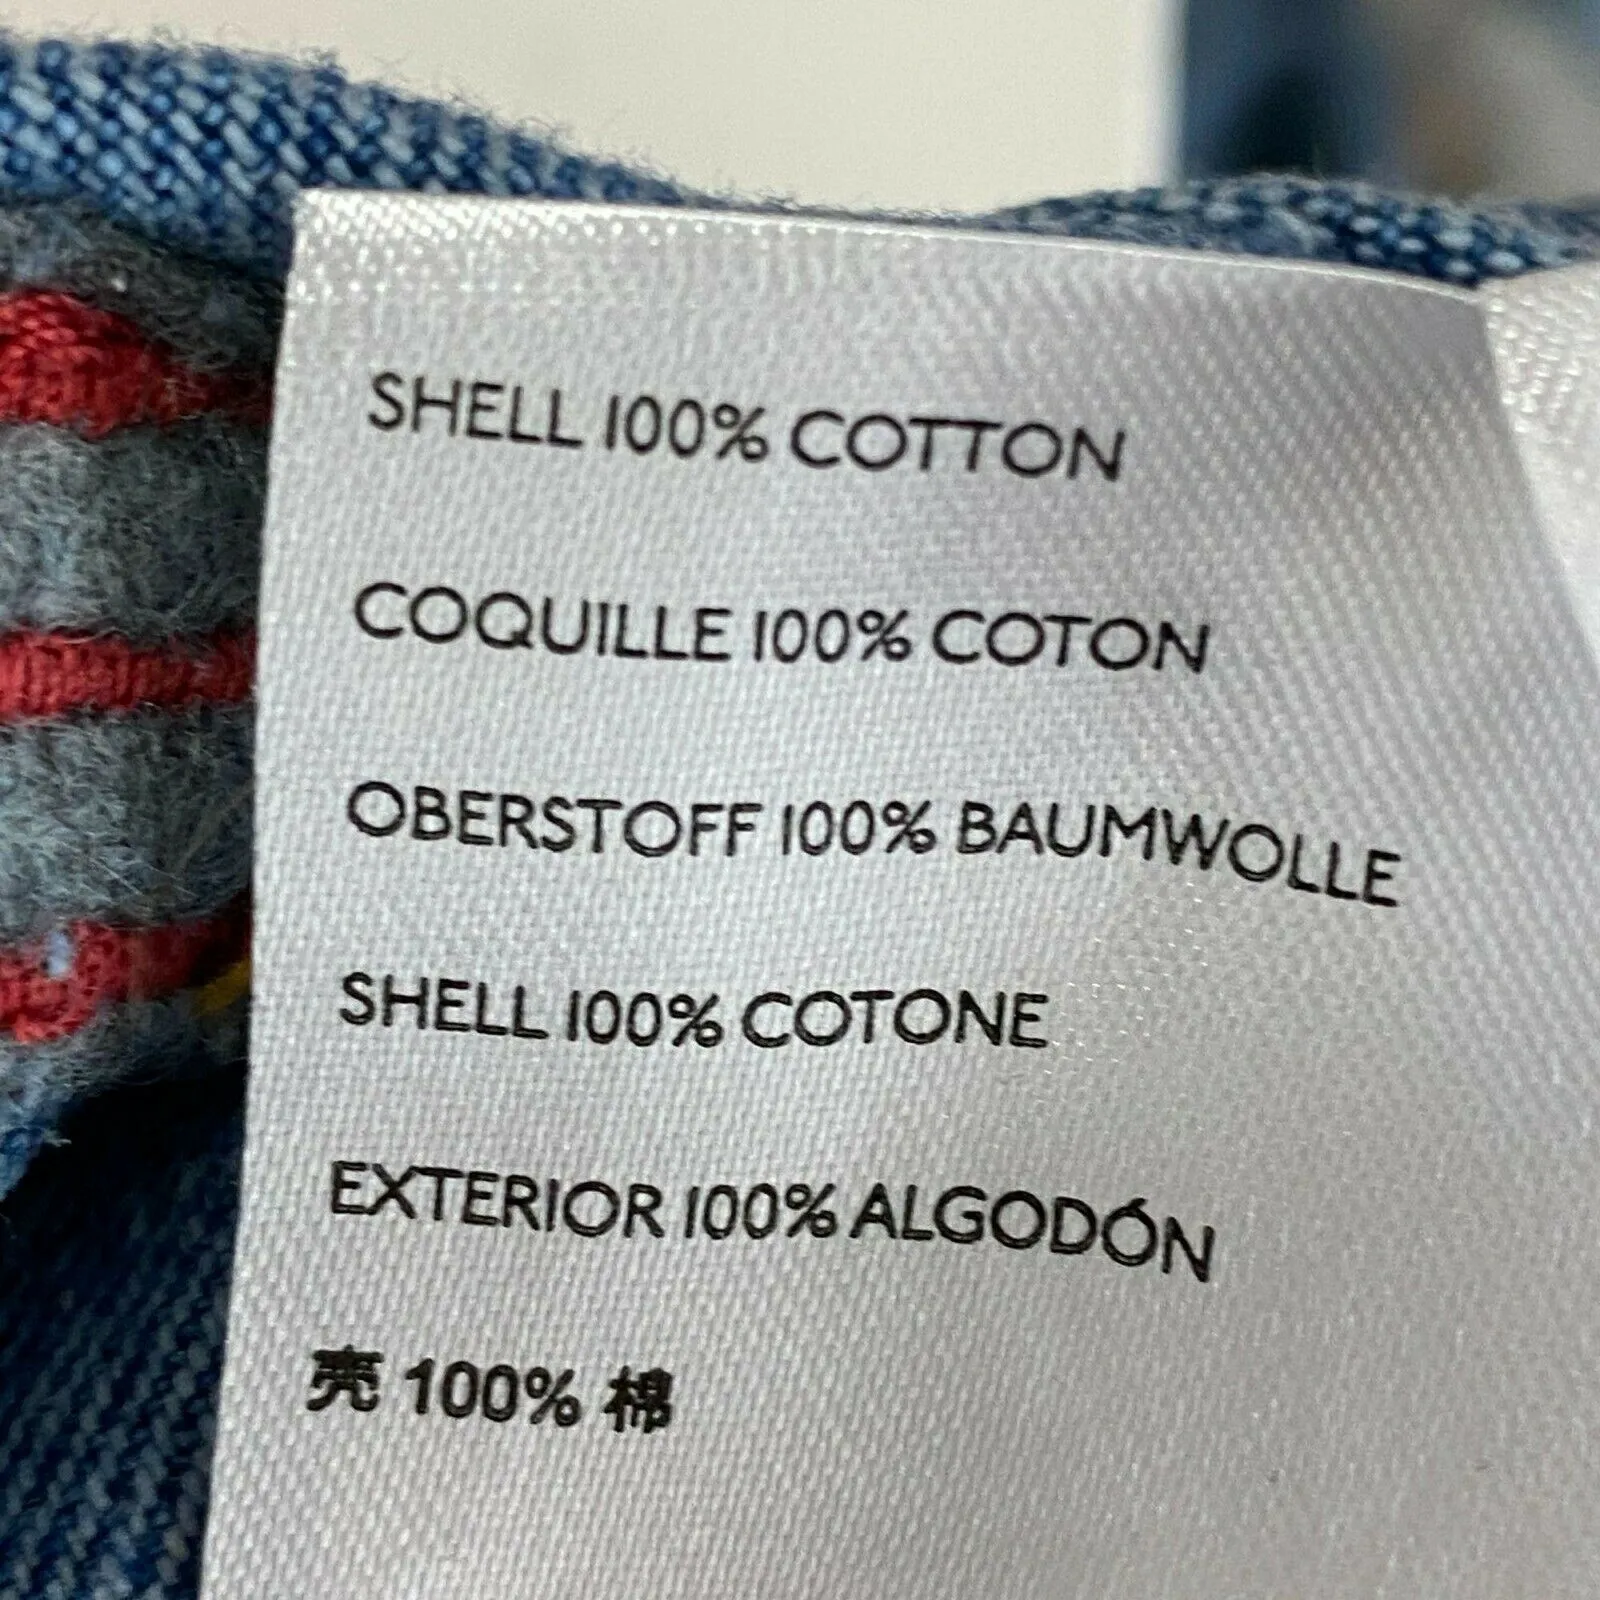 SHELL 100% COTTON
COQUILLE 100% COTON
OBERSTOFF 100% BAUMWOLLE
SHELL 100% COTONE
EXTERIOR 100% ALGODÓN
壳 100% 棉